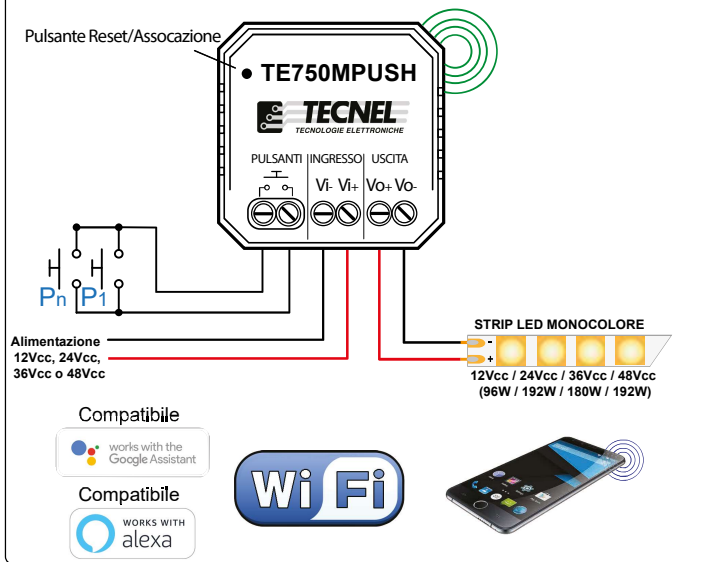 Pulsante Reset/Assocazione
TE750MPUSH
TECNEL
TECNOLOGIE ELETTRONICHE
PULSANTI INGRESSO USCITA
Vi- Vi+ Vo+ Vo-
Pn P1
Alimentazione
12Vcc, 24Vcc,
36Vcc o 48Vcc
STRIP LED MONOCOLORE
-
+
12Vcc / 24Vcc / 36Vcc / 48Vcc
(96W / 192W / 180W / 192W)
Compatibile
works with the
Google Assistant
Compatibile
WORKS WITH
alexa
Wi Fi